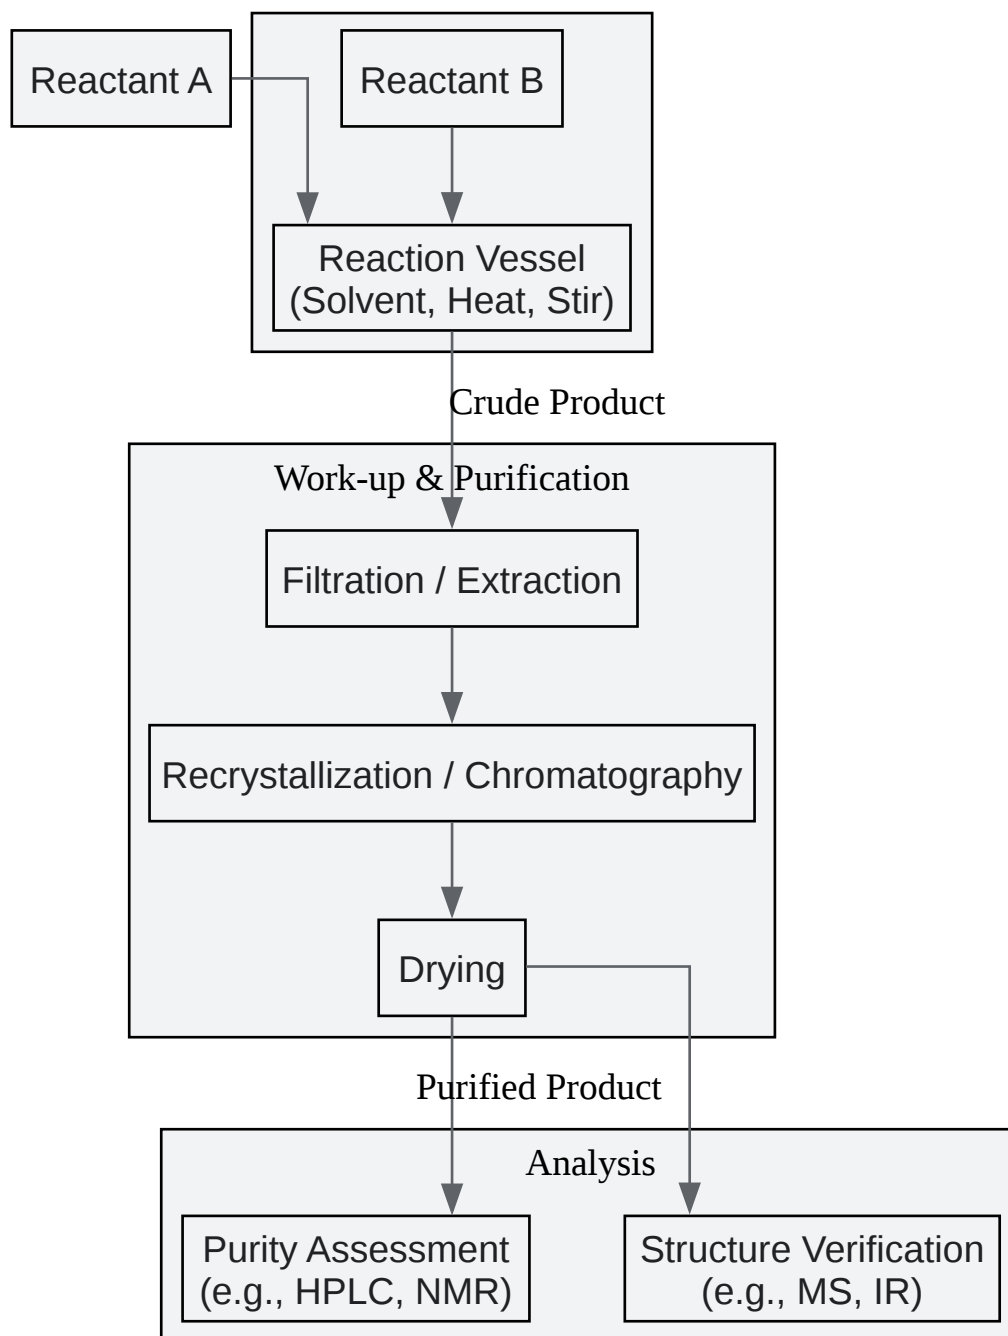 Reactant A
Reactant B
Reaction Vessel
(Solvent, Heat, Stir)
Crude Product
Work-up & Purification
Filtration / Extraction
Recrystallization / Chromatography
Drying
Purified Product
Analysis
Purity Assessment
(e.g., HPLC, NMR)
Structure Verification
(e.g., MS, IR)